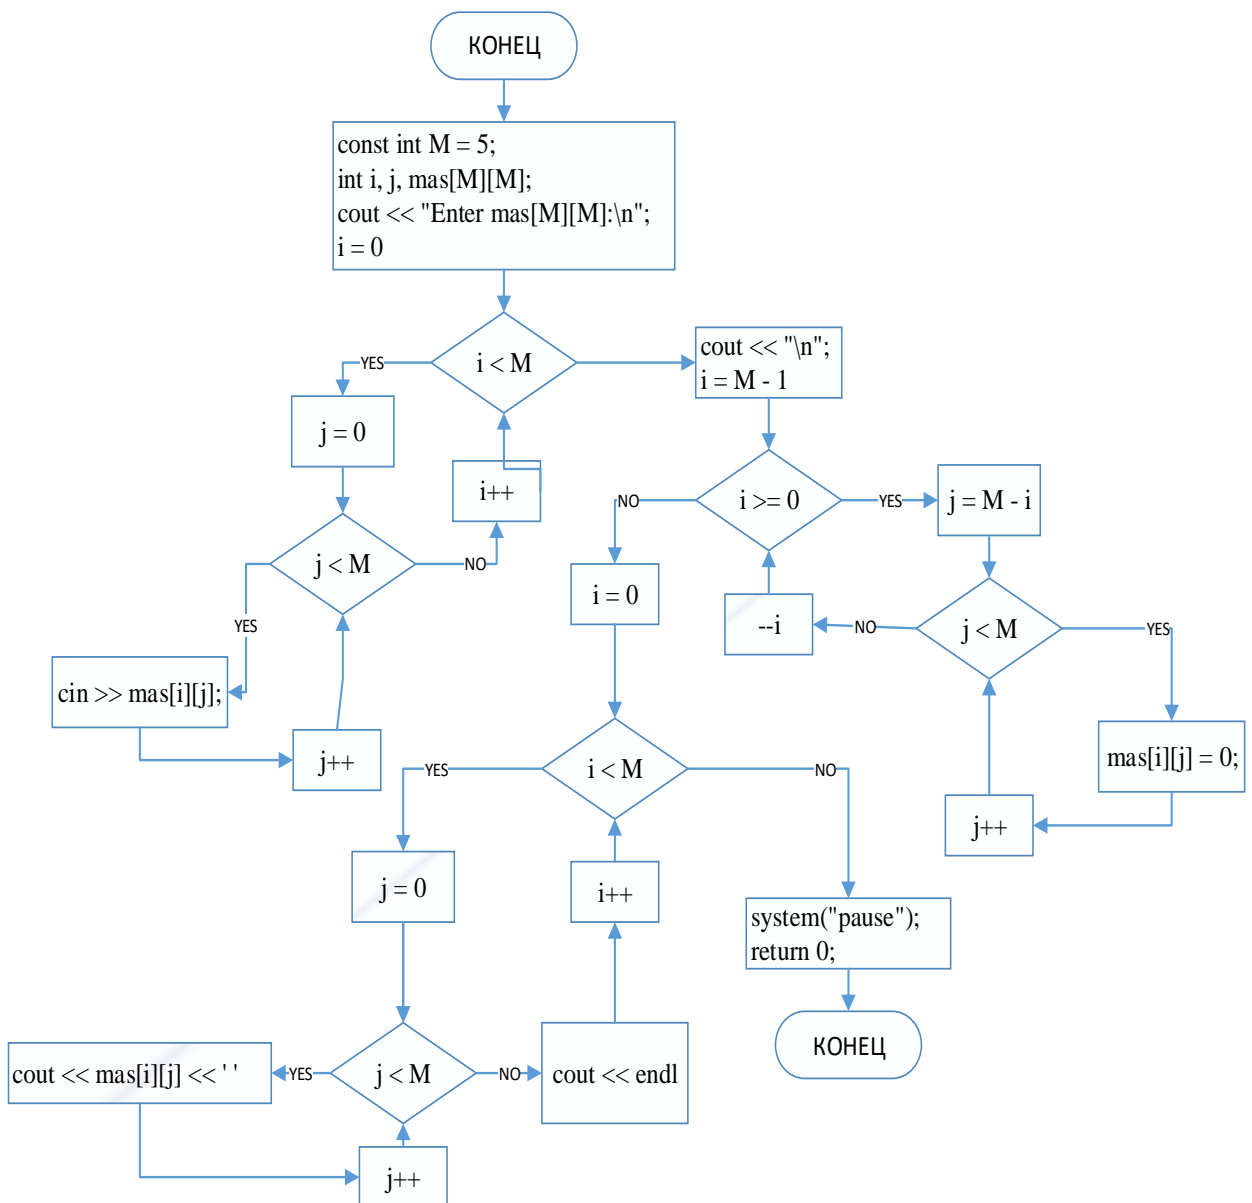 КОНЕЦ
const int M = 5;
int i, j, mas[M][M];
cout << "Enter mas[M][M]:\n";
i = 0
i < M
YES
cout << "\n";
i = M - 1
j = 0
i++
j < M
NO
YES
cin >> mas[i][j];
j++
i >= 0
NO
YES
j = M - i
i = 0
--i
NO
j < M
YES
mas[i][j] = 0;
j++
i < M
YES
NO
j = 0
i++
system("pause");
return 0;
КОНЕЦ
cout << mas[i][j] << ' '
YES
j < M
NO
cout << endl
j++